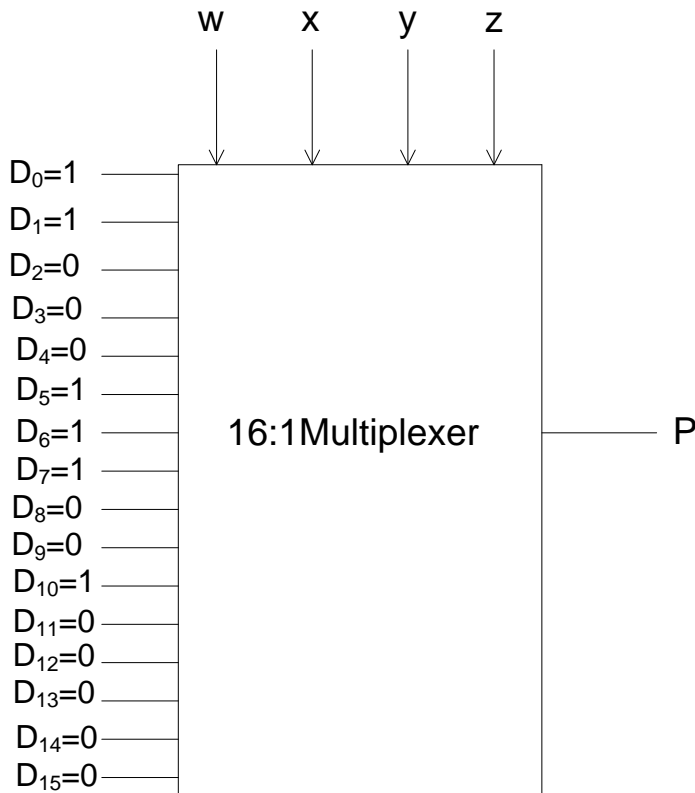 w x y z
D₀=1
D₁=1
D₂=0
D₃=0
D₄=0
D₅=1
D₆=1
D₇=1
D₈=0
D₉=0
D₁₀=1
D₁₁=0
D₁₂=0
D₁₃=0
D₁₄=0
D₁₅=0
16:1Multiplexer
P